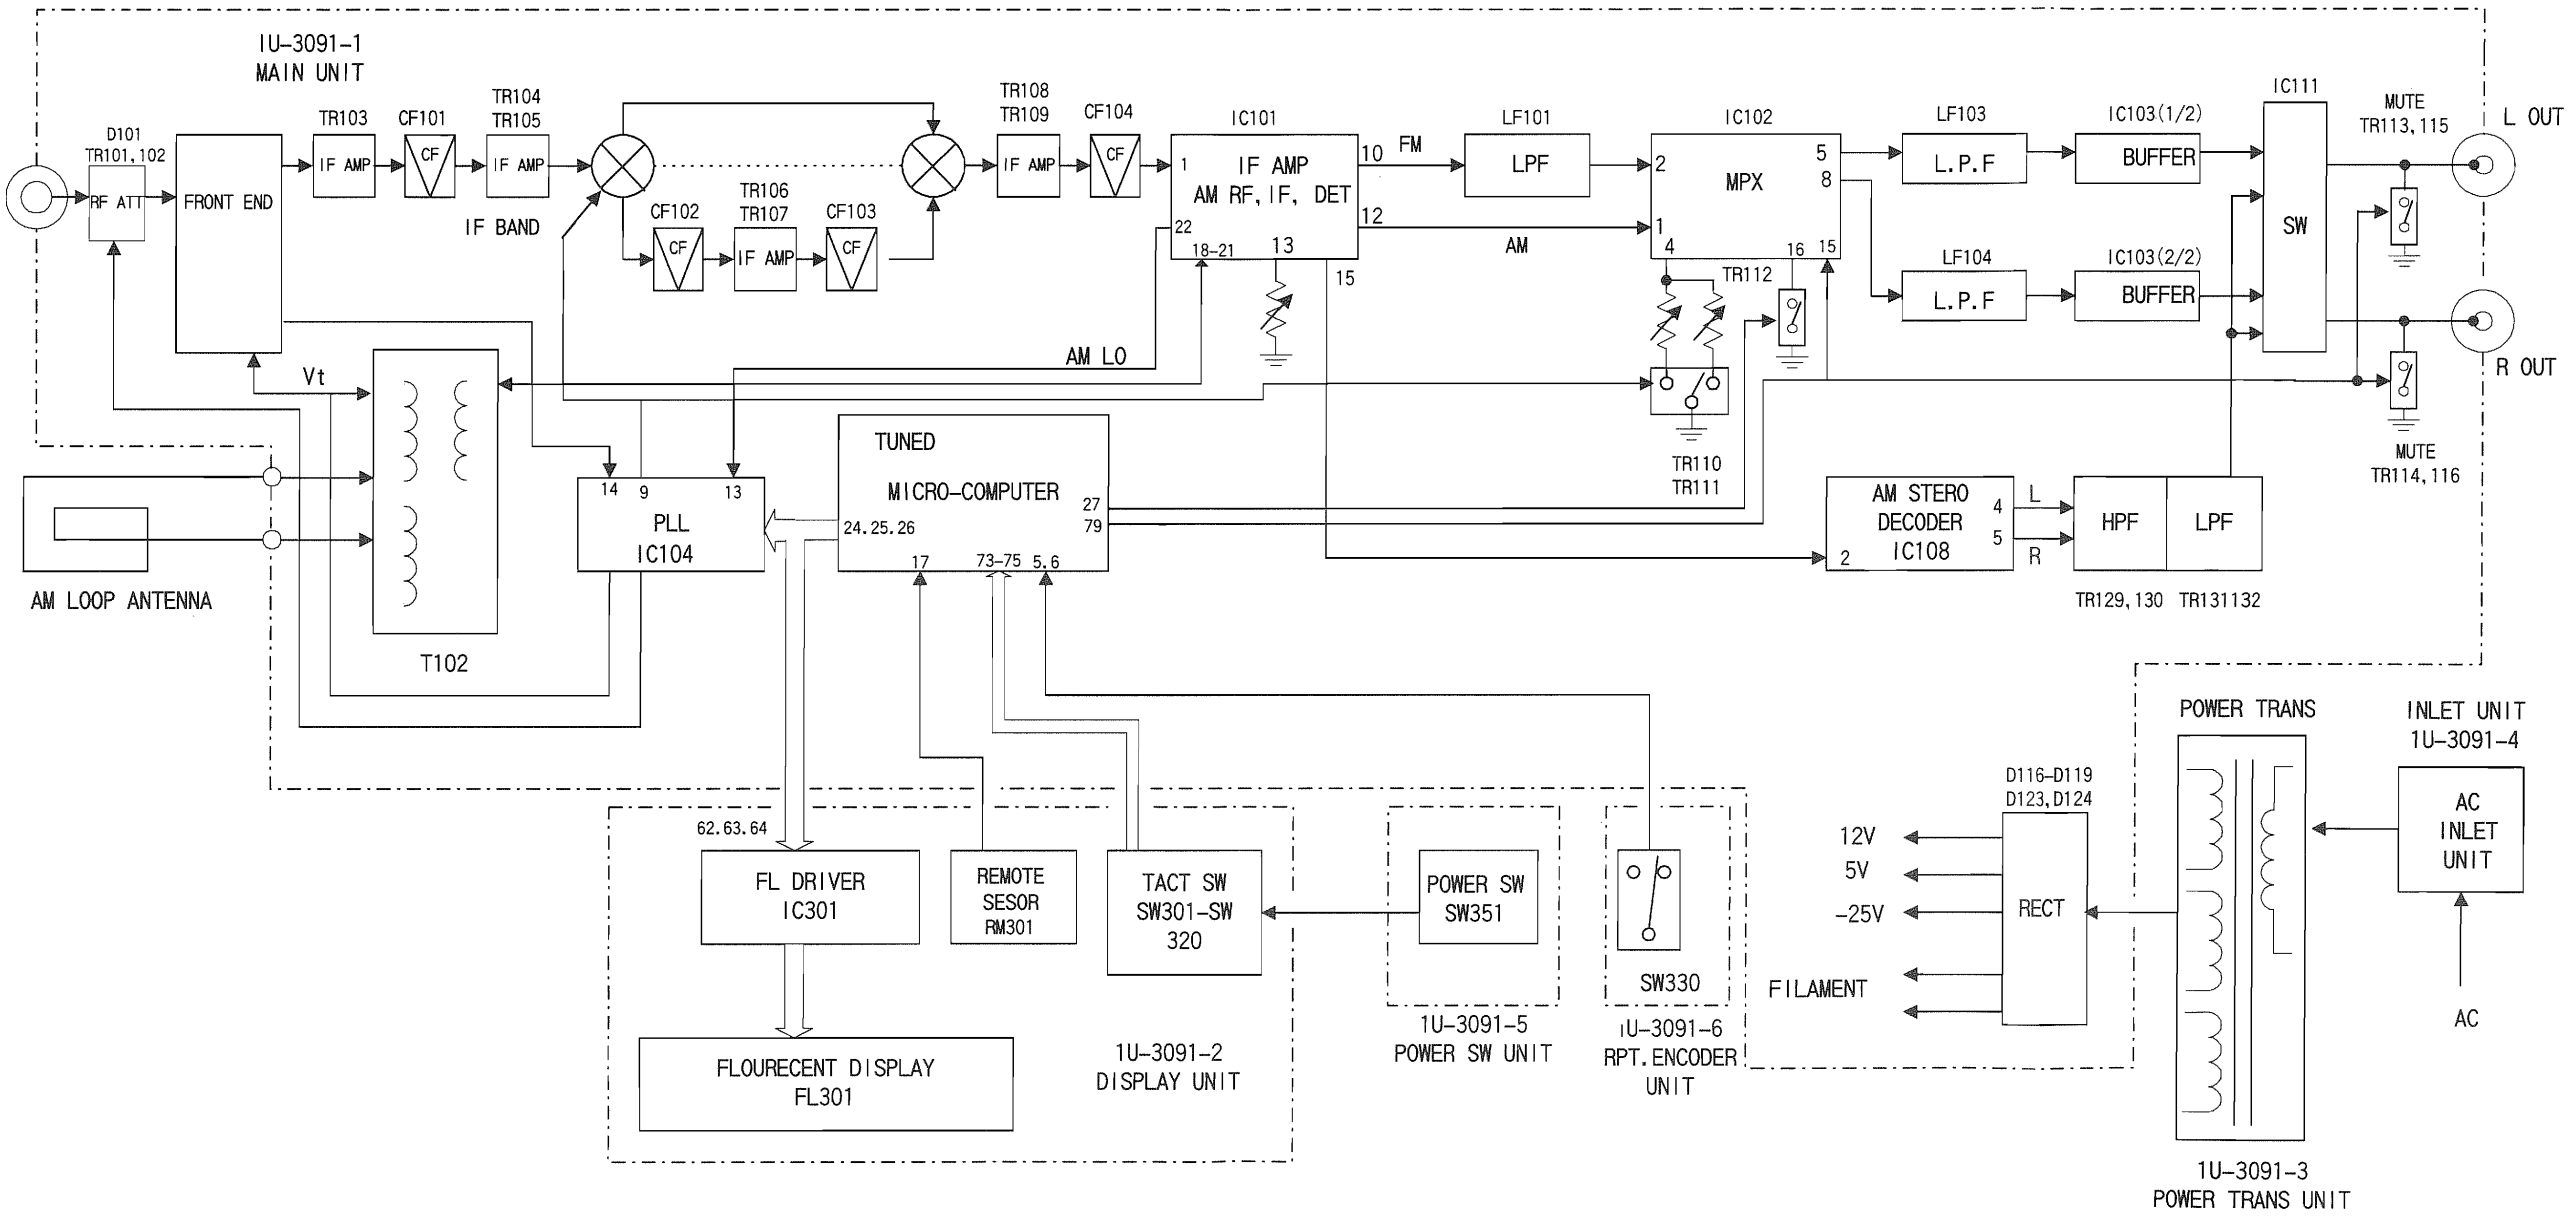 1U-3091-1
MAIN UNIT
D101
TR101,102
RF ATT
FRONT END
TR103
IF AMP
CF101
CF
TR104
TR105
IF AMP
IF BAND
CF102
CF
TR106
TR107
IF AMP
CF103
CF
TR108
TR109
IF AMP
CF104
CF
IC101
1
IF AMP
AM RF, IF, DET
10
12
22
18-21
13
15
FM
AM
LF101
LPF
IC102
2
MPX
5
8
1
4
16
15
TR112
LF103
L.P.F
IC103(1/2)
BUFFER
LF104
L.P.F
IC103(2/2)
BUFFER
IC111
SW
MUTE
TR113,115
L OUT
R OUT
MUTE
TR114,116
Vt
AM LO
TR110
TR111
AM LOOP ANTENNA
T102
14
9
13
PLL
IC104
TUNED
MICRO-COMPUTER
24.25.26
27
79
17
73-75
5.6
AM STERO
DECODER
IC108
2
4
5
L
R
HPF
LPF
TR129,130
TR131132
62.63.64
FL DRIVER
IC301
REMOTE
SESOR
RM301
TACT SW
SW301-SW
320
POWER SW
SW351
SW330
FLOURECENT DISPLAY
FL301
1U-3091-2
DISPLAY UNIT
1U-3091-5
POWER SW UNIT
1U-3091-6
RPT.ENCODER
UNIT
12V
5V
-25V
FILAMENT
D116-D119
D123,D124
RECT
POWER TRANS
1U-3091-3
POWER TRANS UNIT
INLET UNIT
1U-3091-4
AC
INLET
UNIT
AC